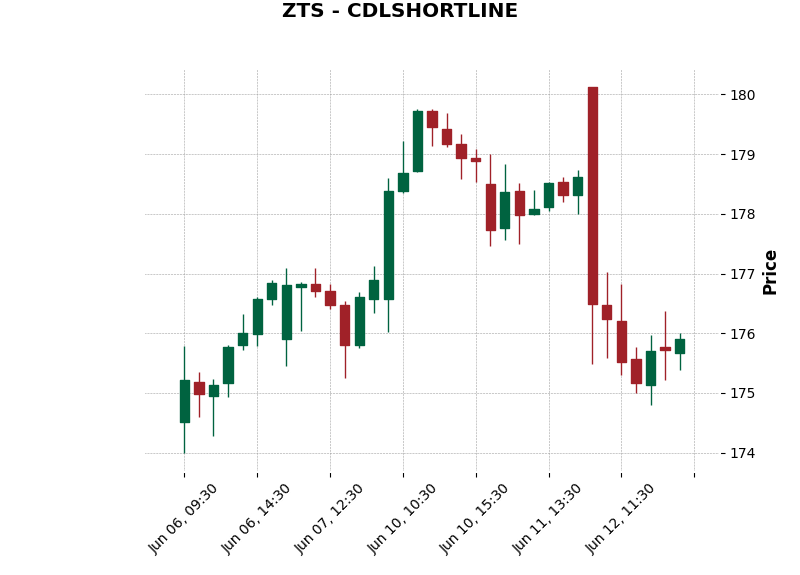 ZTS - CDLSHORTLINE
180
179
178
177
176
175
174
Price
Jun 06, 09:30
Jun 06, 14:30
Jun 07, 12:30
Jun 10, 10:30
Jun 10, 15:30
Jun 11, 13:30
Jun 12, 11:30